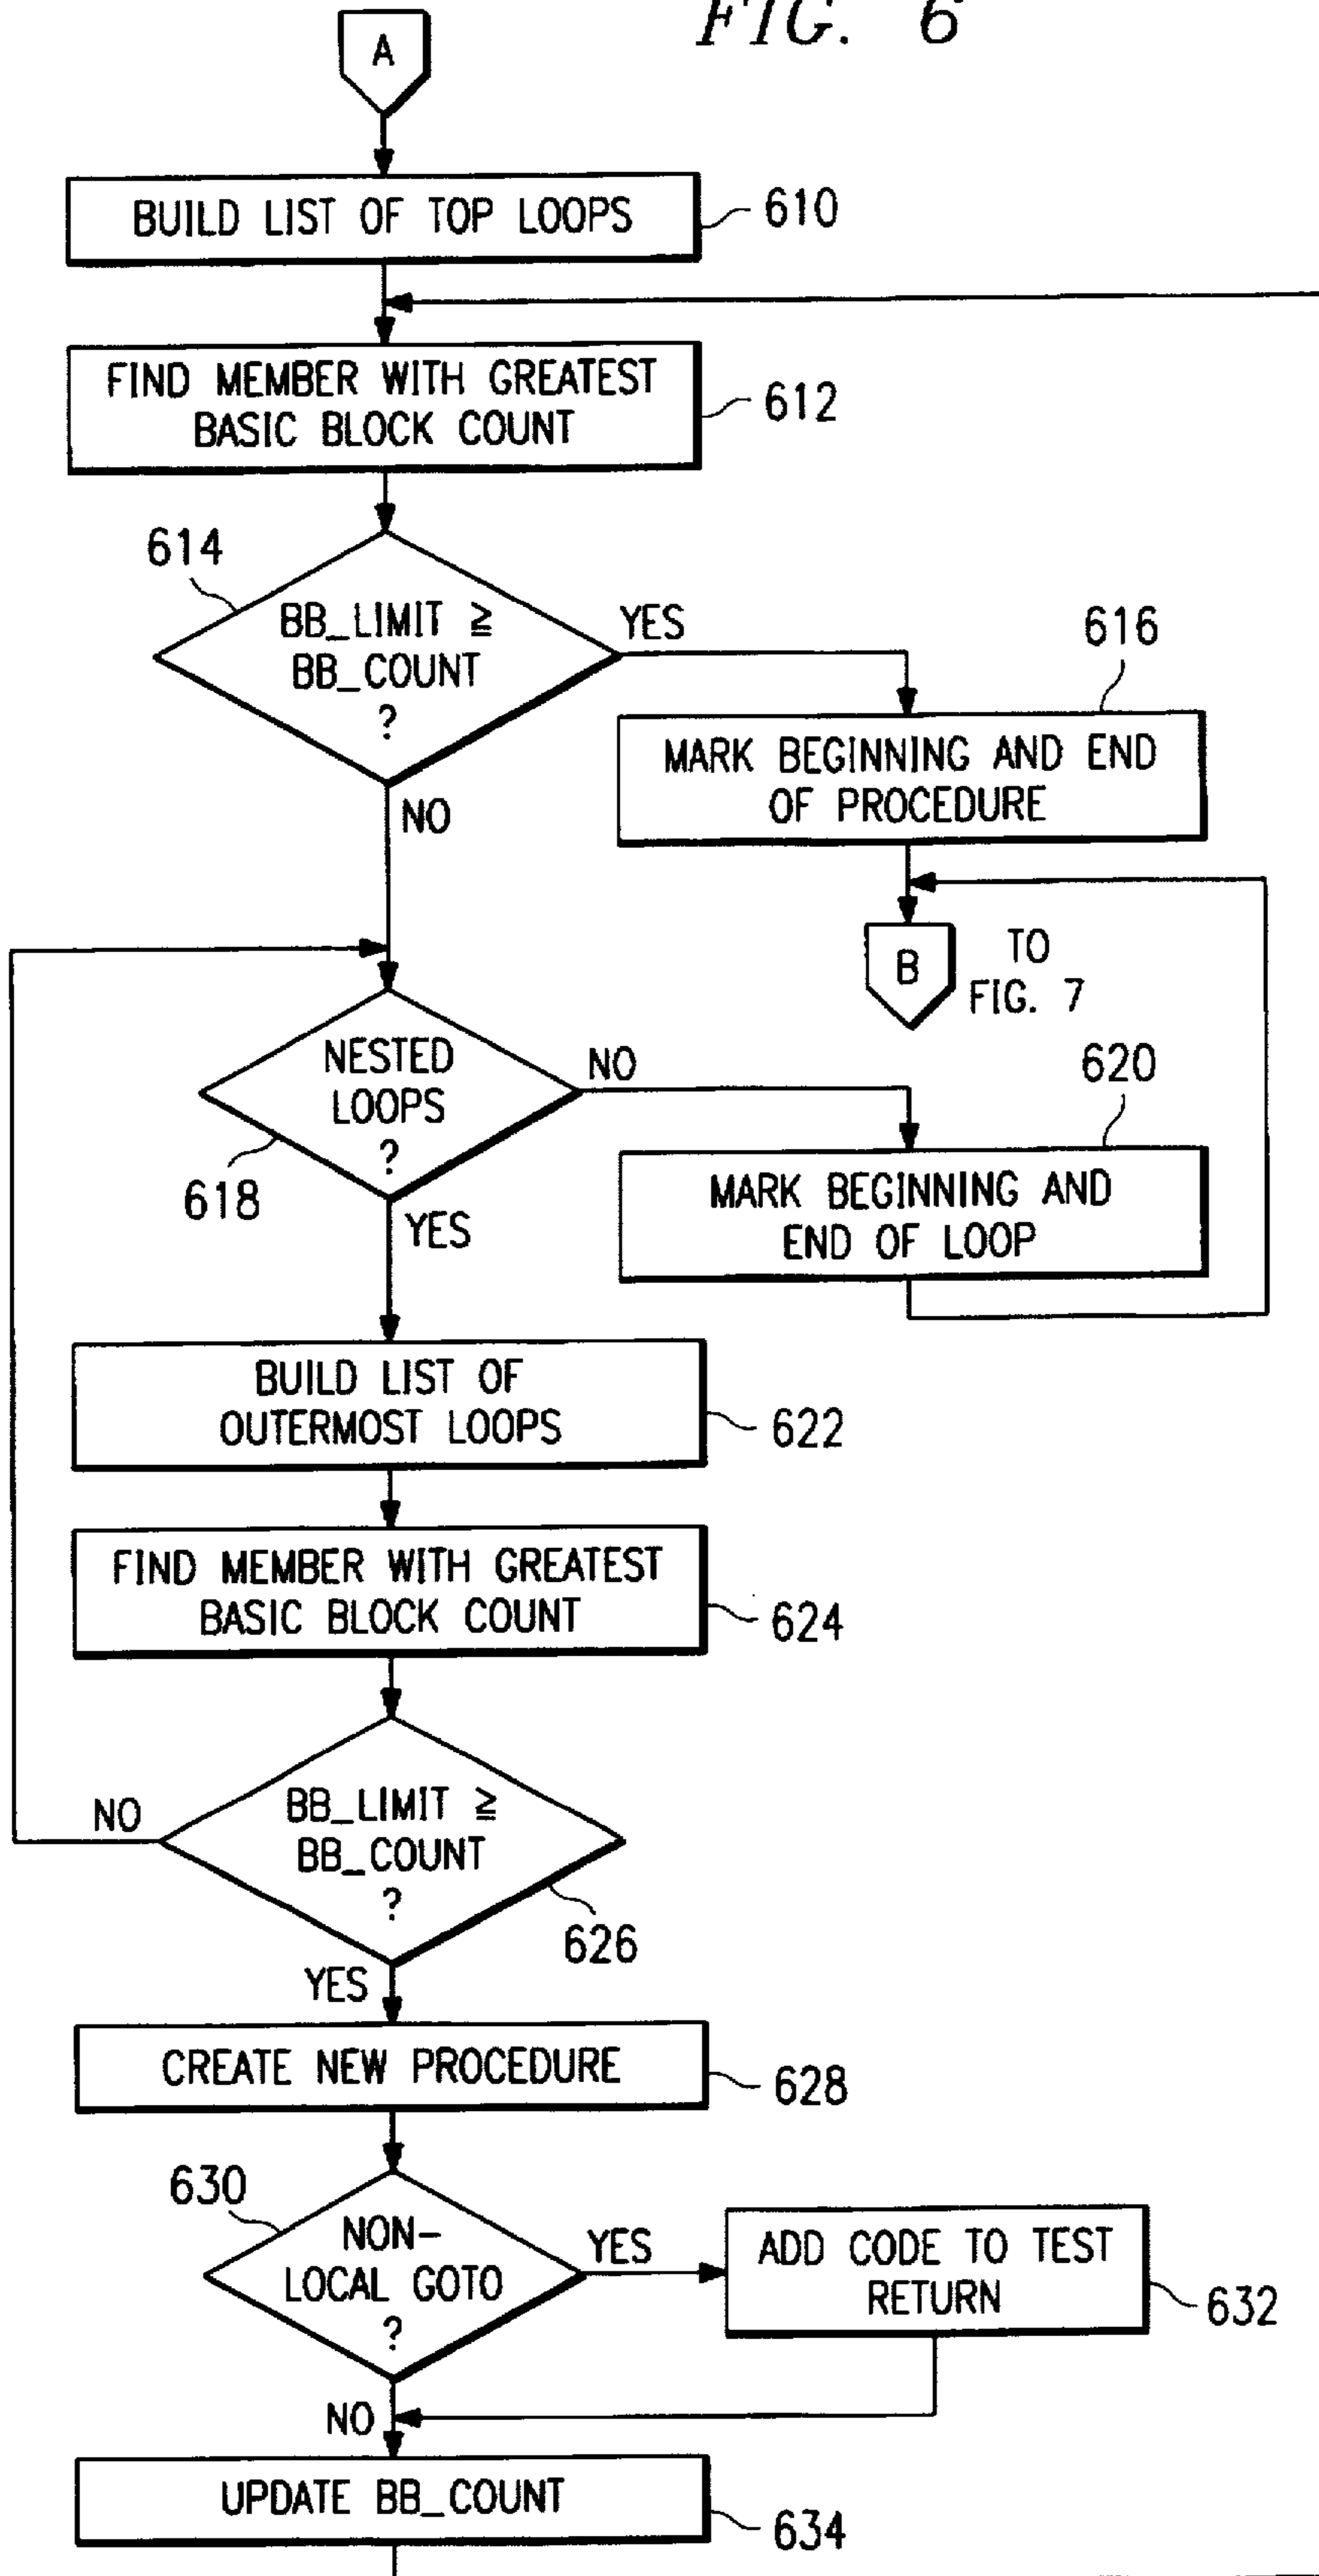 FIG. 6
A
BUILD LIST OF TOP LOOPS
610
FIND MEMBER WITH GREATEST
BASIC BLOCK COUNT
612
614
BB_LIMIT ≧
BB_COUNT
?
YES
NO
616
MARK BEGINNING AND END
OF PROCEDURE
B
TO
FIG. 7
NESTED
LOOPS
?
618
NO
YES
620
MARK BEGINNING AND
END OF LOOP
BUILD LIST OF
OUTERMOST LOOPS
622
FIND MEMBER WITH GREATEST
BASIC BLOCK COUNT
624
BB_LIMIT ≧
BB_COUNT
?
626
NO
YES
CREATE NEW PROCEDURE
628
630
NON-
LOCAL GOTO
?
YES
ADD CODE TO TEST
RETURN
632
NO
UPDATE BB_COUNT
634